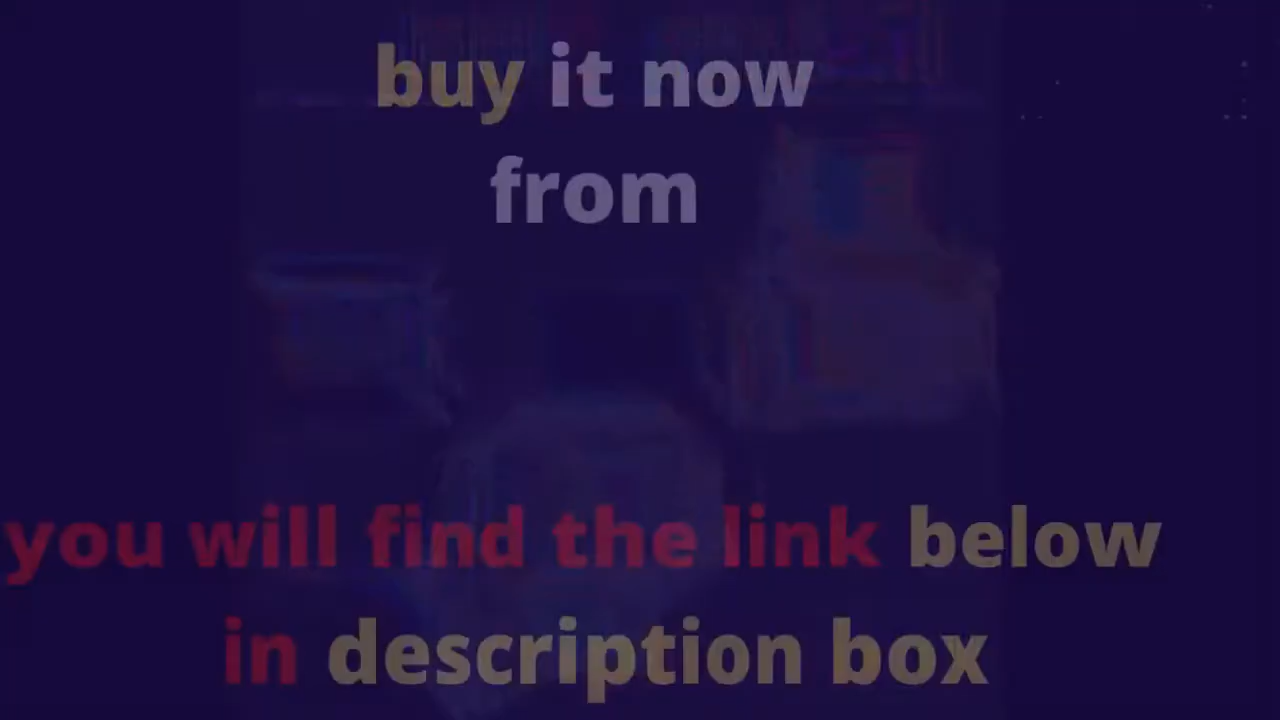 buy it now
from
you will find the link below
in description box